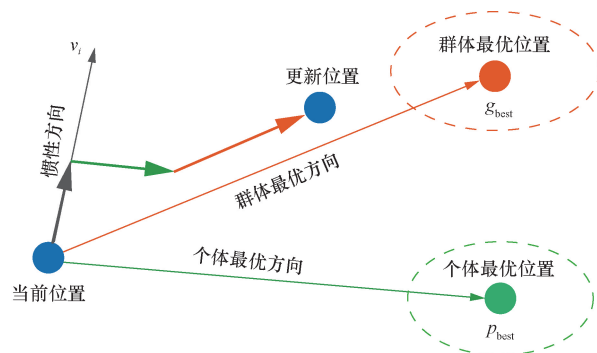 v_i
群体最优位置
g_best
更新位置
惯性方向
群体最优方向
个体最优方向
当前位置
个体最优位置
p_best